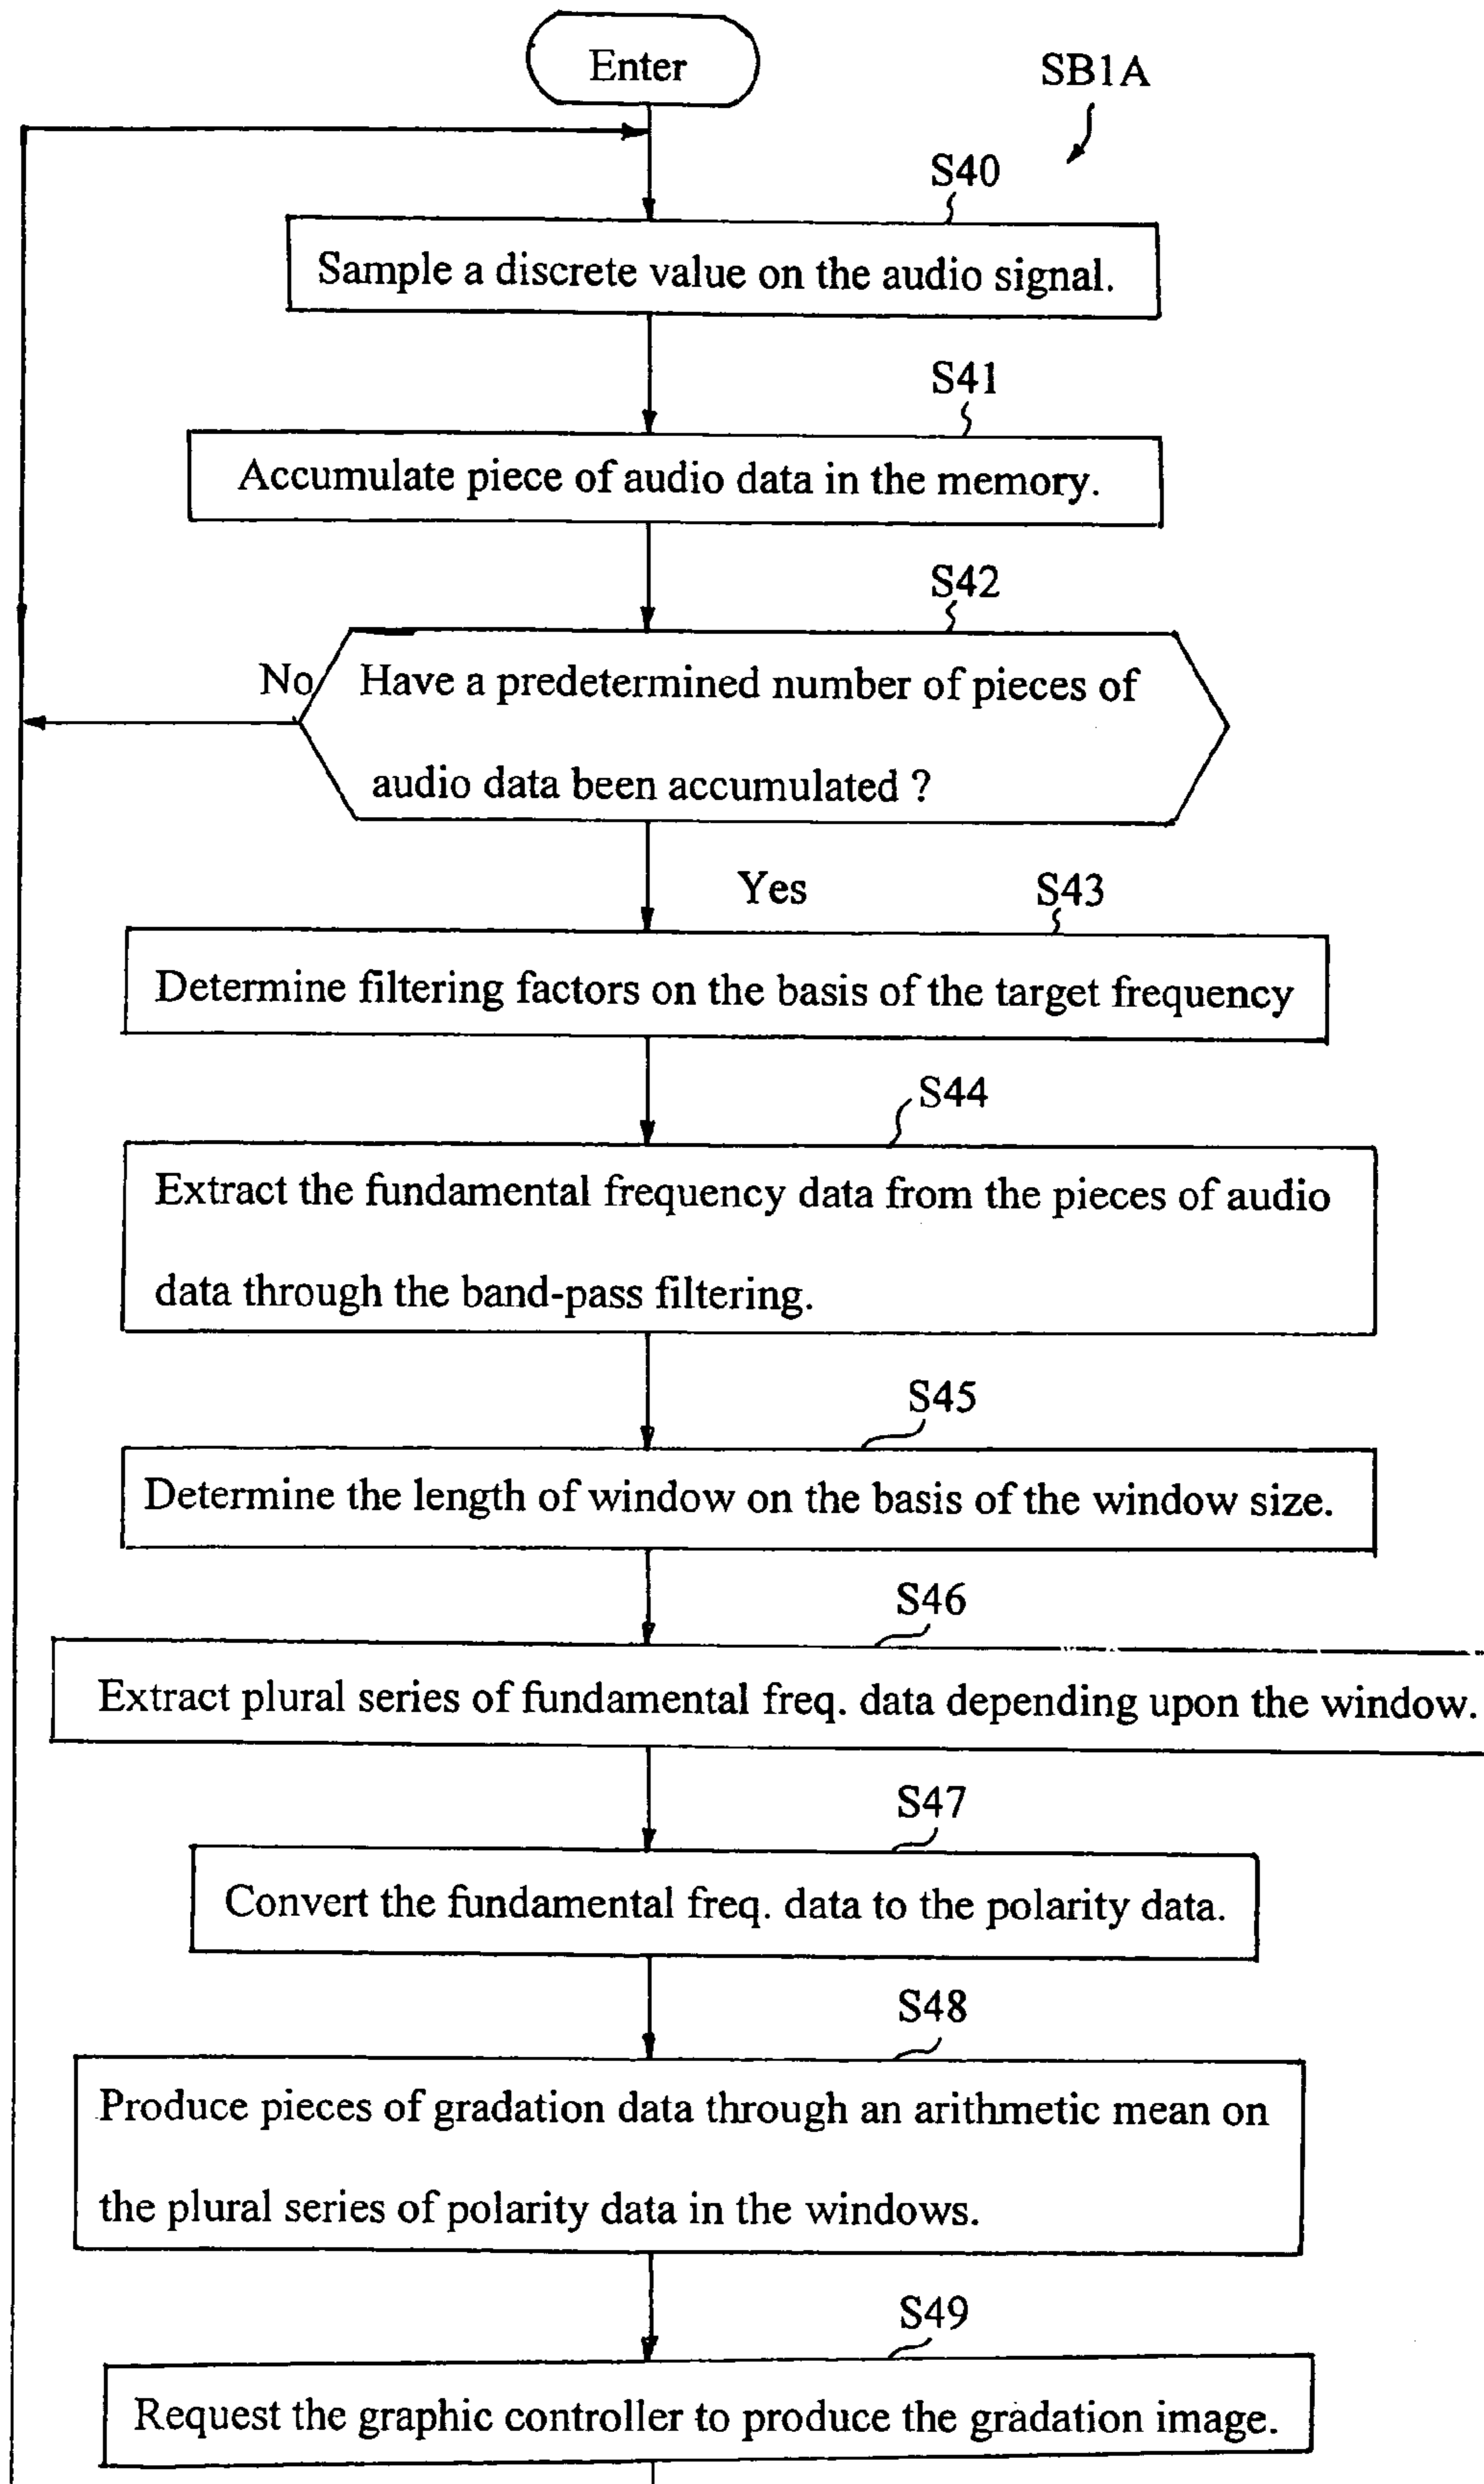 Enter
SB1A
S40
Sample a discrete value on the audio signal.
S41
Accumulate piece of audio data in the memory.
S42
No
Have a predetermined number of pieces of
audio data been accumulated ?
Yes
S43
Determine filtering factors on the basis of the target frequency
S44
Extract the fundamental frequency data from the pieces of audio
data through the band-pass filtering.
S45
Determine the length of window on the basis of the window size.
S46
Extract plural series of fundamental freq. data depending upon the window.
S47
Convert the fundamental freq. data to the polarity data.
S48
Produce pieces of gradation data through an arithmetic mean on
the plural series of polarity data in the windows.
S49
Request the graphic controller to produce the gradation image.